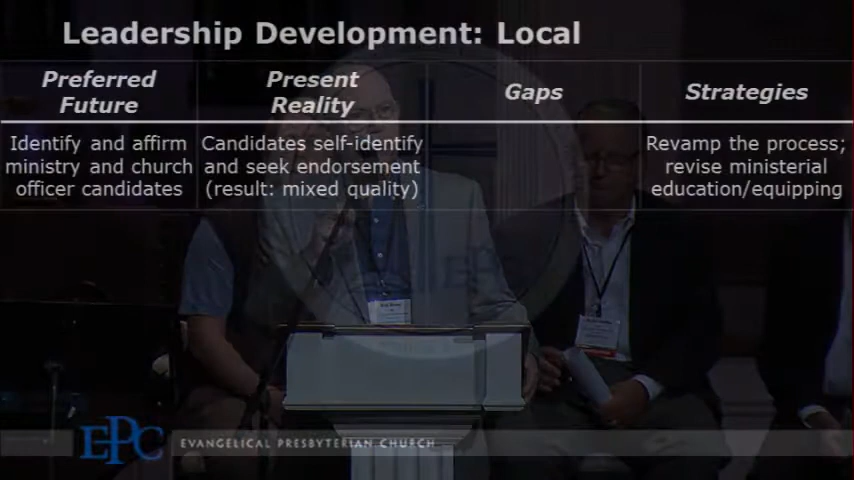 Leadership Development: Local
Preferred Future
Present Reality
Gaps
Strategies
Identify and affirm
ministry and church
officer candidates
Candidates self-identify
and seek endorsement
(result: mixed quality)
Revamp the process;
revise ministerial
education/equipping
EPC
EPC
EVANGELICAL PRESBYTERIAN CHURCH